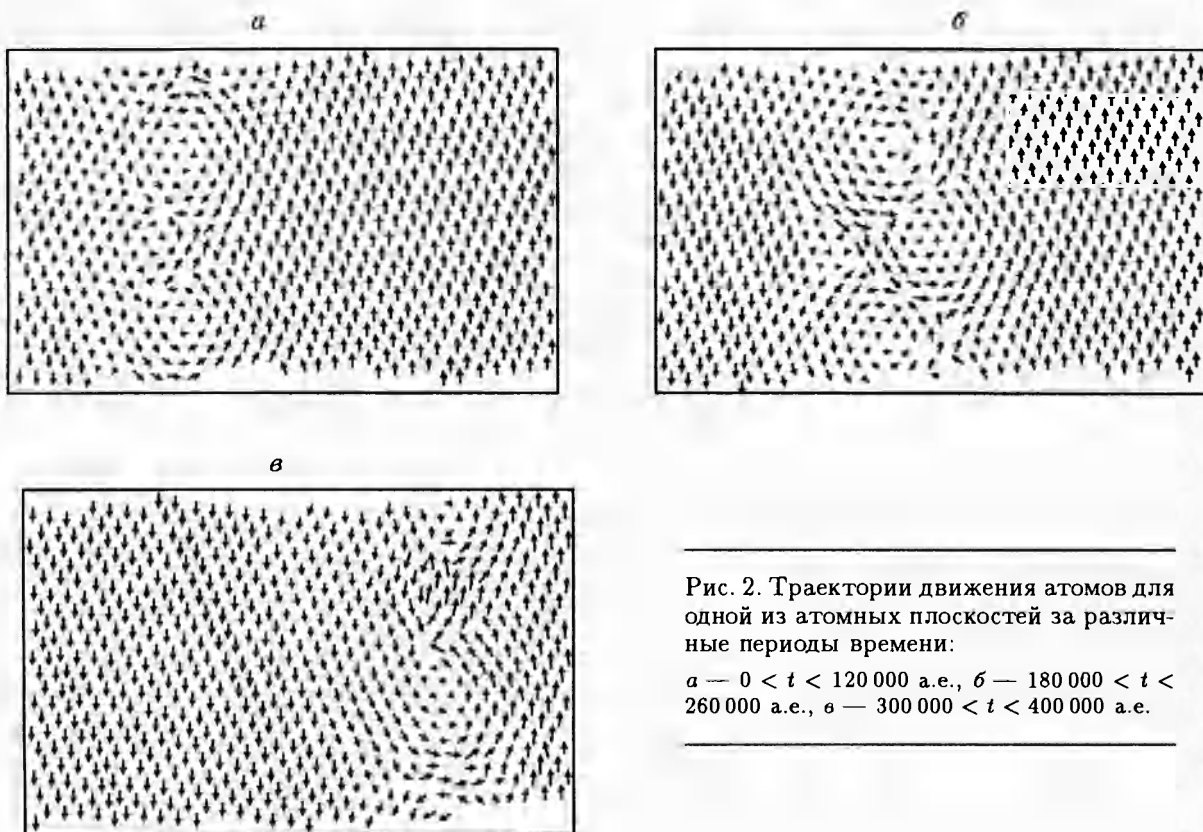 а
б
в
Рис. 2. Траектории движения атомов для
одной из атомных плоскостей за различ-
ные периоды времени:
а — 0 < t < 120 000 а.е., б — 180 000 < t <
260 000 а.е., в — 300 000 < t < 400 000 а.е.